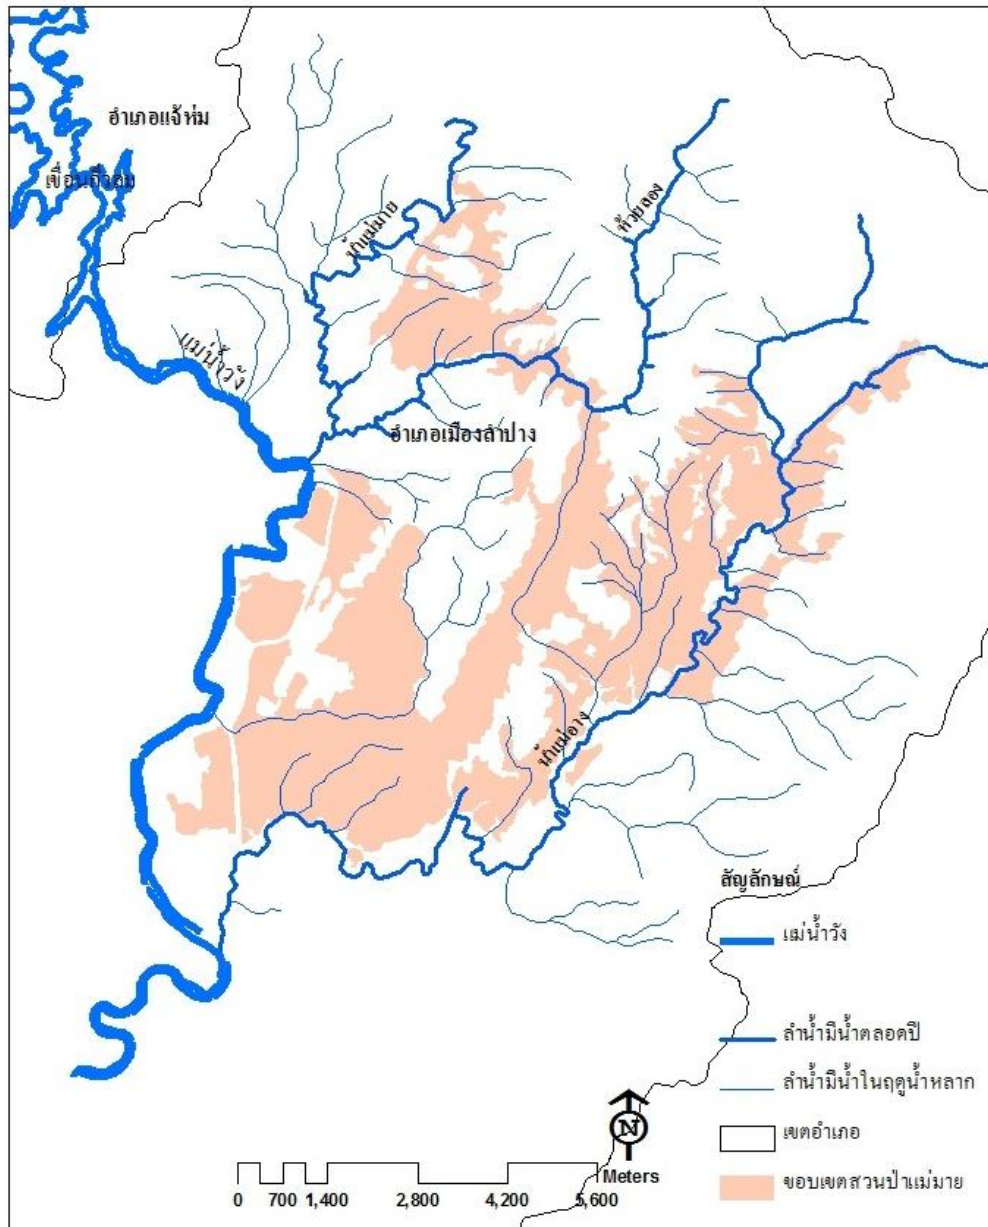 อำเภอแจ้ห่ม
เขื่อนกิ่วลม
น้ำแม่มาย
ห้วยลอง
แม่น้ำวัง
อำเภอเมืองลำปาง
น้ำแม่อาง
สัญลักษณ์
แม่น้ำวัง
ลำน้ำมีน้ำตลอดปี
ลำน้ำมีน้ำในฤดูน้ำหลาก
เขตอำเภอ
ขอบเขตสวนป่าแม่มาย
N
Meters
0 700 1,400 2,800 4,200 5,600